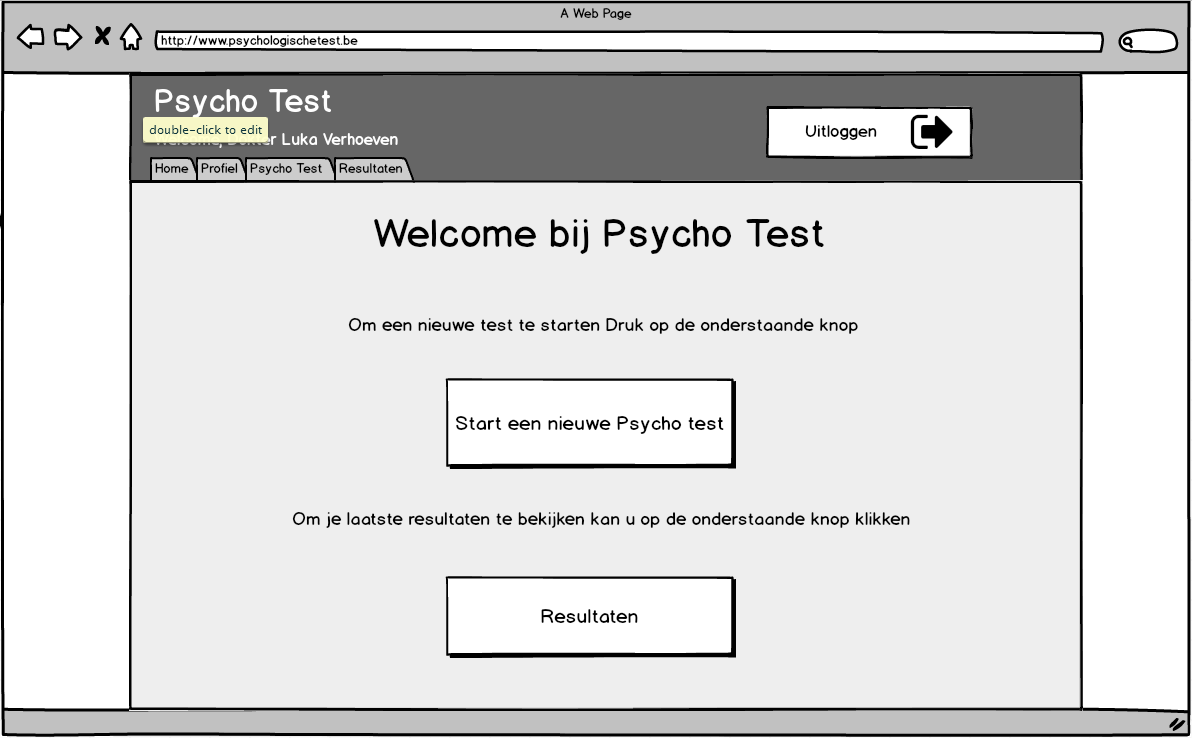 A Web Page
http://www.psychologischetest.be
Psycho Test
double-click to edit
Luka Verhoeven
Uitloggen
Home Profiel Psycho Test Resultaten
Welcome bij Psycho Test
Om een nieuwe test te starten Druk op de onderstaande knop
Start een nieuwe Psycho test
Om je laatste resultaten te bekijken kan u op de onderstaande knop klikken
Resultaten